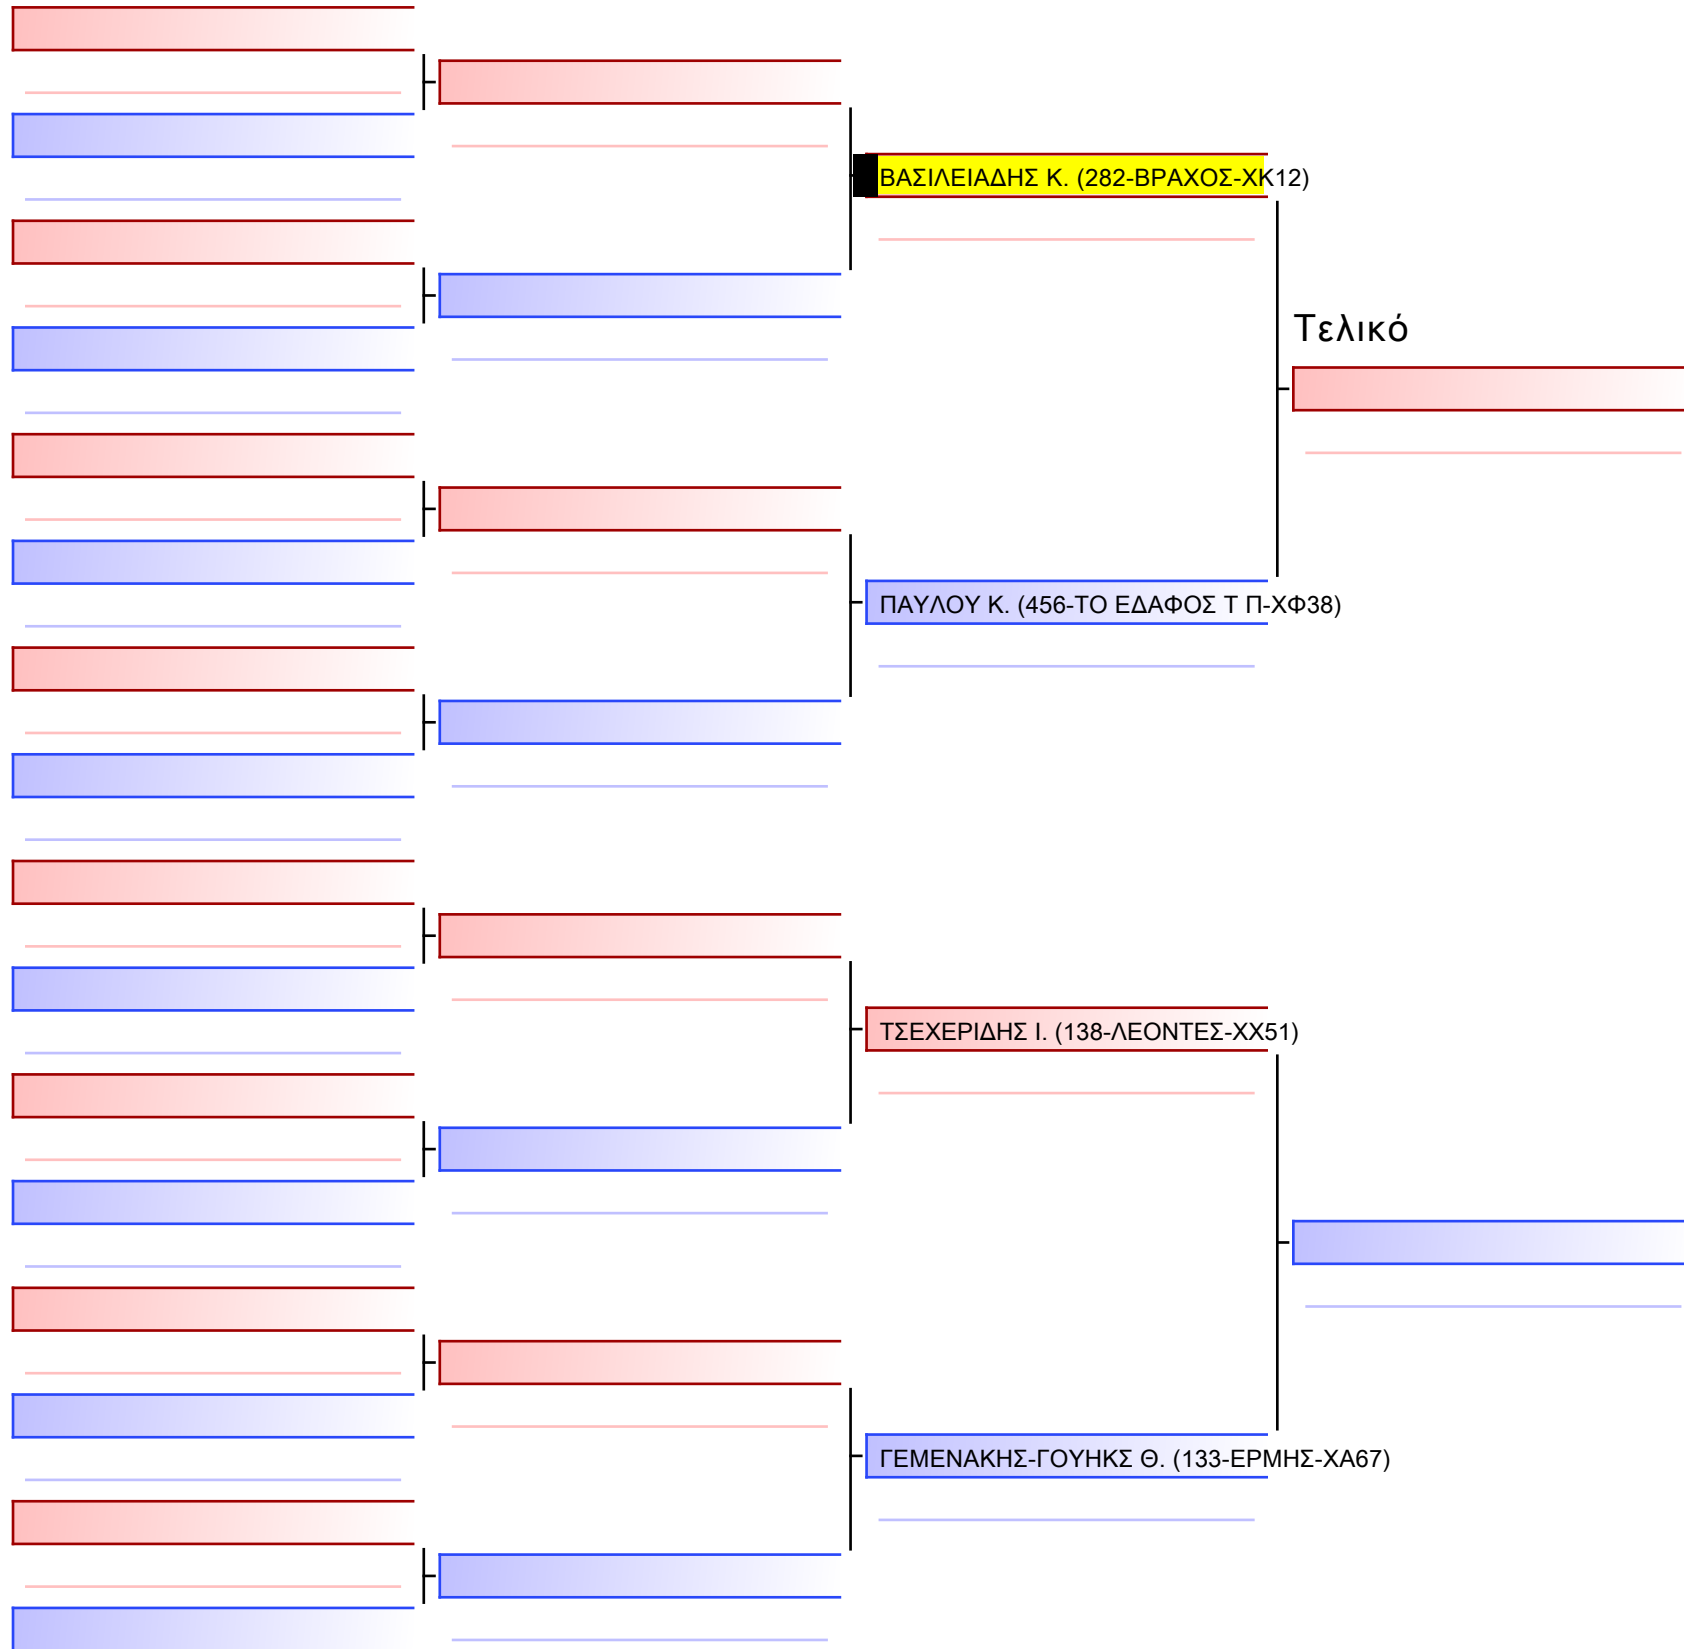 ΒΑΣΙΛΕΙΑΔΗΣ Κ. (282-ΒΡΑΧΟΣ-ΧΚ12)
Τελικό
ΠΑΥΛΟΥ Κ. (456-ΤΟ ΕΔΑΦΟΣ Τ Π-ΧΦ38)
ΤΣΕΧΕΡΙΔΗΣ Ι. (138-ΛΕΟΝΤΕΣ-ΧΧ51)
ΓΕΜΕΝΑΚΗΣ-ΓΟΥΗΚΣ Θ. (133-ΕΡΜΗΣ-ΧΑ67)